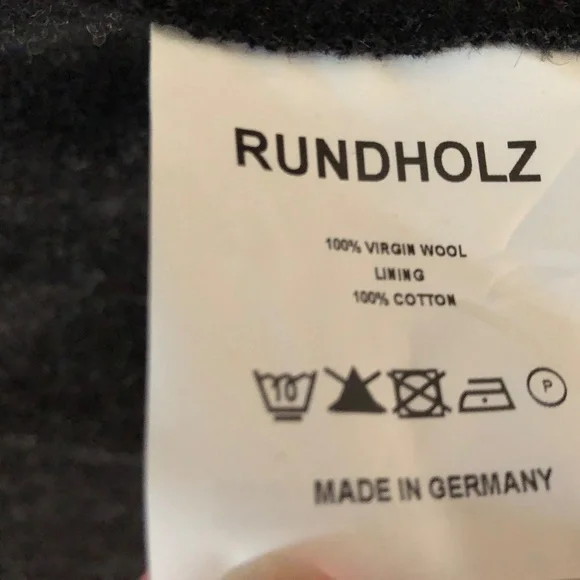 RUNDHOLZ
100% VIRGIN WOOL
LINING
100% COTTON
10 P
MADE IN GERMANY